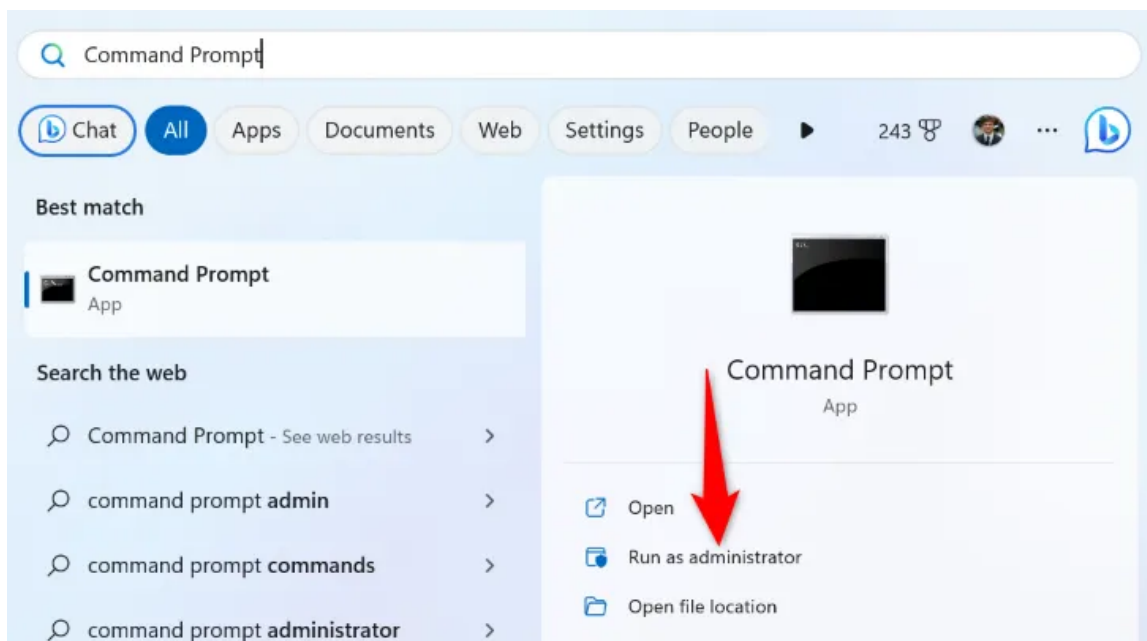 Command Prompt
Chat All Apps Documents Web Settings People 243
Best match
Command Prompt
App
Search the web
Command Prompt - See web results
command prompt admin
command prompt commands
command prompt administrator
Command Prompt
App
Open
Run as administrator
Open file location